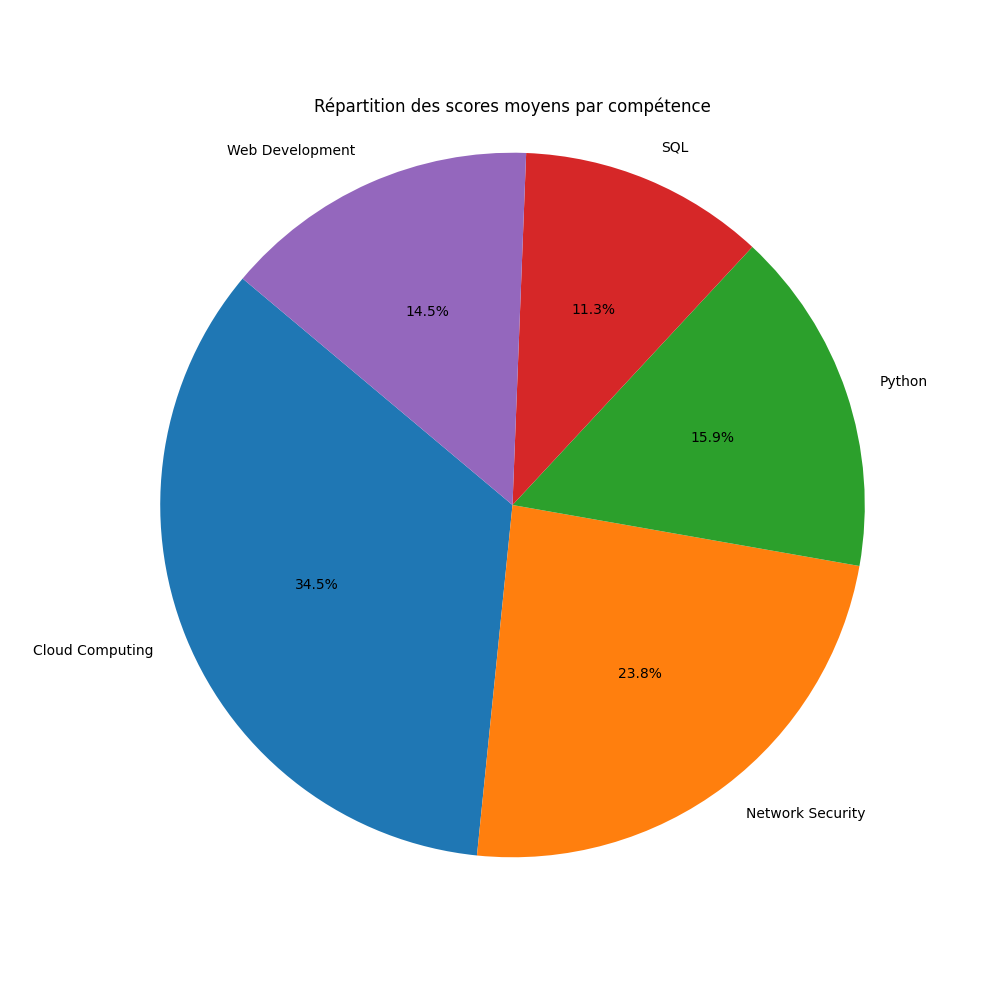 Répartition des scores moyens par compétence
Web Development
SQL
14.5%
11.3%
Python
15.9%
34.5%
Cloud Computing
23.8%
Network Security